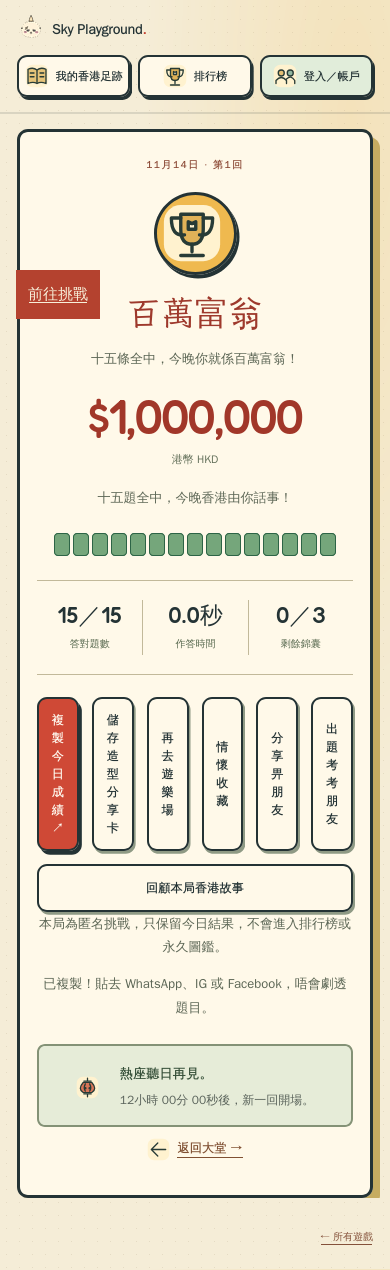 Sky Playground.
我的香港足跡
排行榜
登入／帳戶
11月14日 · 第1回
前往挑戰
百萬富翁
十五條全中，今晚你就係百萬富翁！
$1,000,000
港幣 HKD
十五題全中，今晚香港由你話事！
15／15
答對題數
0.0秒
作答時間
0／3
剩餘錦囊
複製今日成績↗
儲存造型分享卡
再去遊樂場
情懷收藏
分享畀朋友
出題考考朋友
回顧本局香港故事
本局為匿名挑戰，只保留今日結果，不會進入排行榜或
永久圖鑑。
已複製！貼去 WhatsApp、IG 或 Facebook，唔會劇透
題目。
熱座聽日再見。
12小時 00分 00秒後，新一回開場。
返回大堂 →
← 所有遊戲